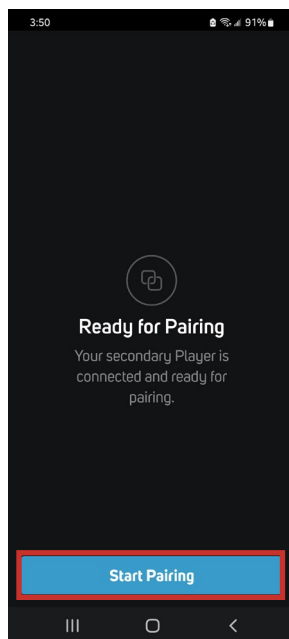 3:50 91%
Ready for Pairing
Your secondary Player is
connected and ready for
pairing.
Start Pairing